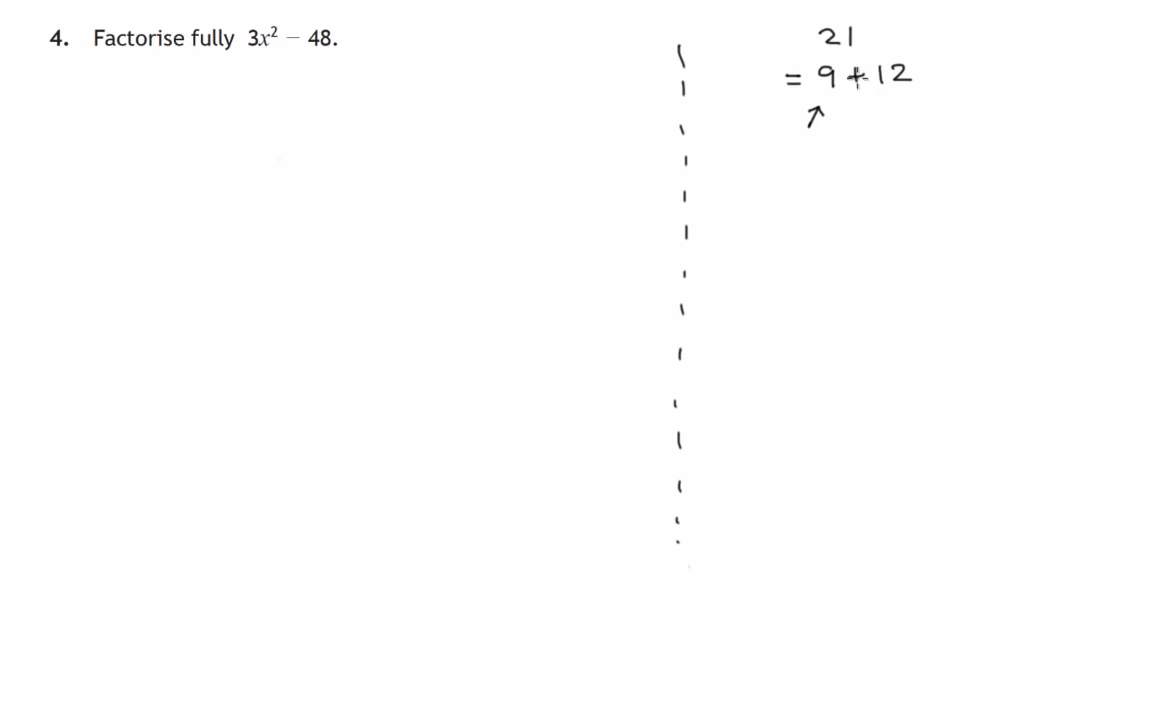 4. Factorise fully 3x² − 48.
21
= 9 + 12